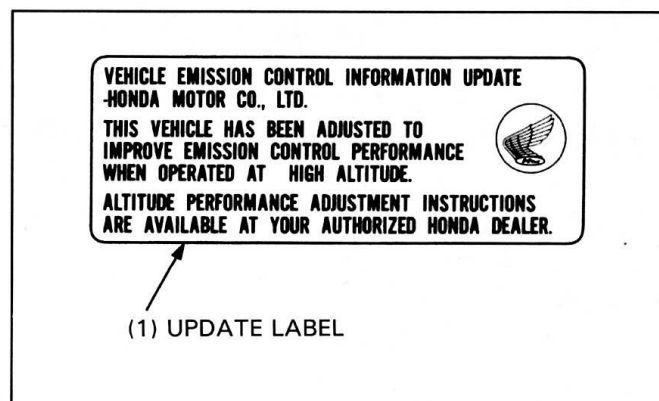 VEHICLE EMISSION CONTROL INFORMATION UPDATE
-HONDA MOTOR CO., LTD.
THIS VEHICLE HAS BEEN ADJUSTED TO
IMPROVE EMISSION CONTROL PERFORMANCE
WHEN OPERATED AT HIGH ALTITUDE.
ALTITUDE PERFORMANCE ADJUSTMENT INSTRUCTIONS
ARE AVAILABLE AT YOUR AUTHORIZED HONDA DEALER.
(1) UPDATE LABEL